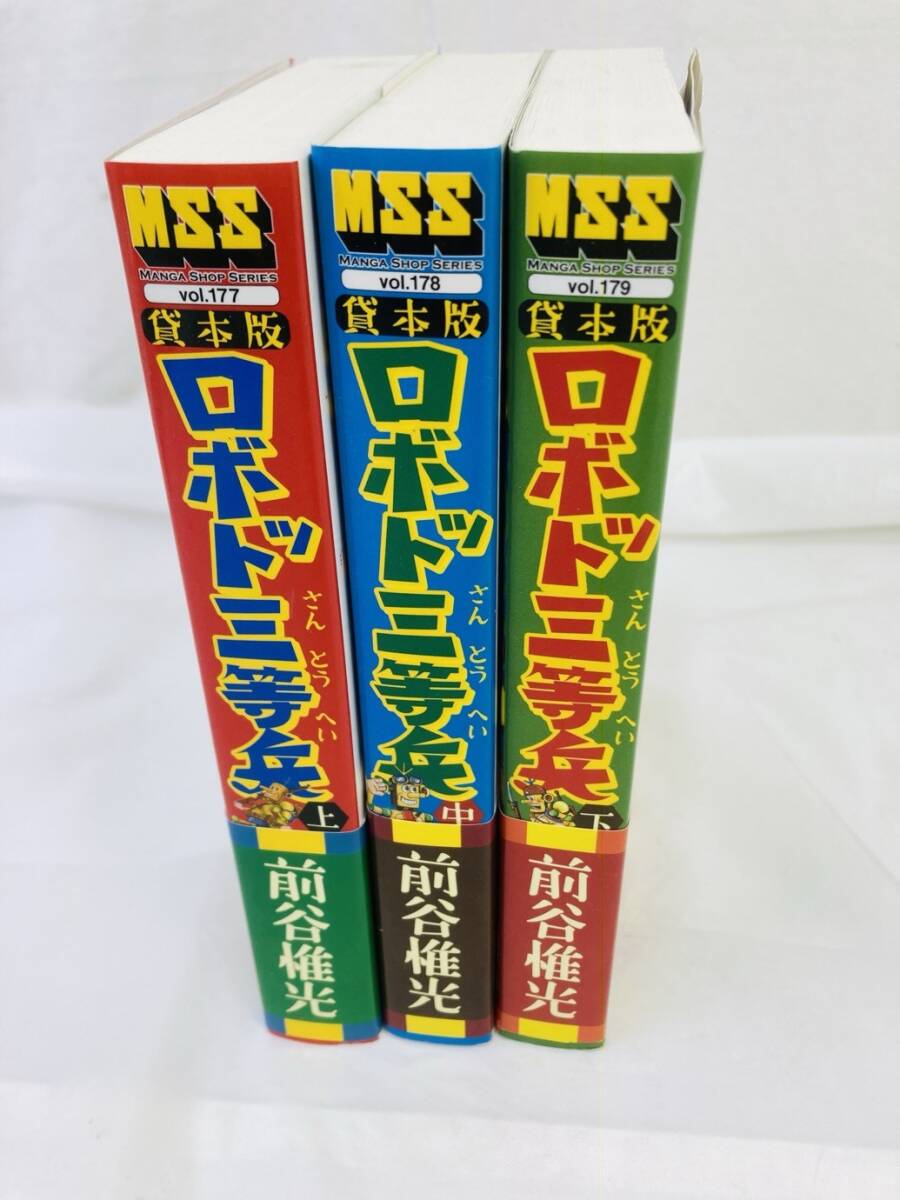 MSS
MANGA SHOP SERIES
vol.177
貸本版
ロボット三等兵
さんとうへい
上
前谷惟光
MSS
MANGA SHOP SERIES
vol.178
貸本版
ロボット三等兵
さんとうへい
中
前谷惟光
MSS
MANGA SHOP SERIES
vol.179
貸本版
ロボット三等兵
さんとうへい
下
前谷惟光